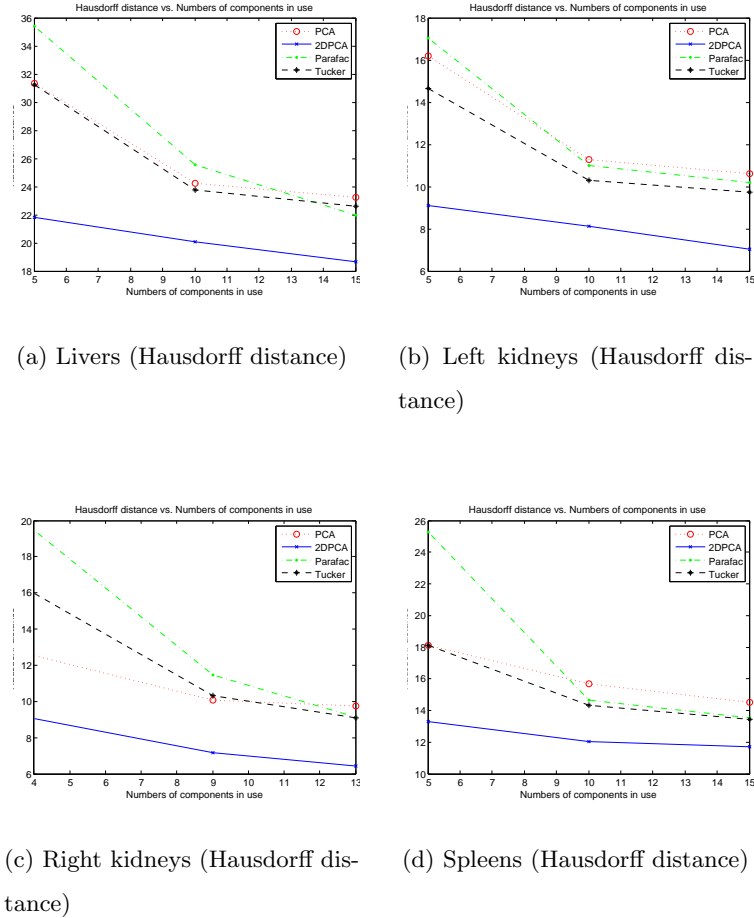 Hausdorff distance vs. Numbers of components in use
36
34
32
30
28
26
24
22
20
18
5 6 7 8 9 10 11 12 13 14 15
Numbers of components in use
PCA
2DPCA
Parafac
Tucker
(a) Livers (Hausdorff distance)
Hausdorff distance vs. Numbers of components in use
18
16
14
12
10
8
6
5 6 7 8 9 10 11 12 13 14 15
Numbers of components in use
PCA
2DPCA
Parafac
Tucker
(b) Left kidneys (Hausdorff dis-
tance)
Hausdorff distance vs. Numbers of components in use
20
18
16
14
12
10
8
6
4 5 6 7 8 9 10 11 12 13
Numbers of components in use
PCA
2DPCA
Parafac
Tucker
(c) Right kidneys (Hausdorff dis-
tance)
Hausdorff distance vs. Numbers of components in use
26
24
22
20
18
16
14
12
10
5 6 7 8 9 10 11 12 13 14 15
Numbers of components in use
PCA
2DPCA
Parafac
Tucker
(d) Spleens (Hausdorff distance)